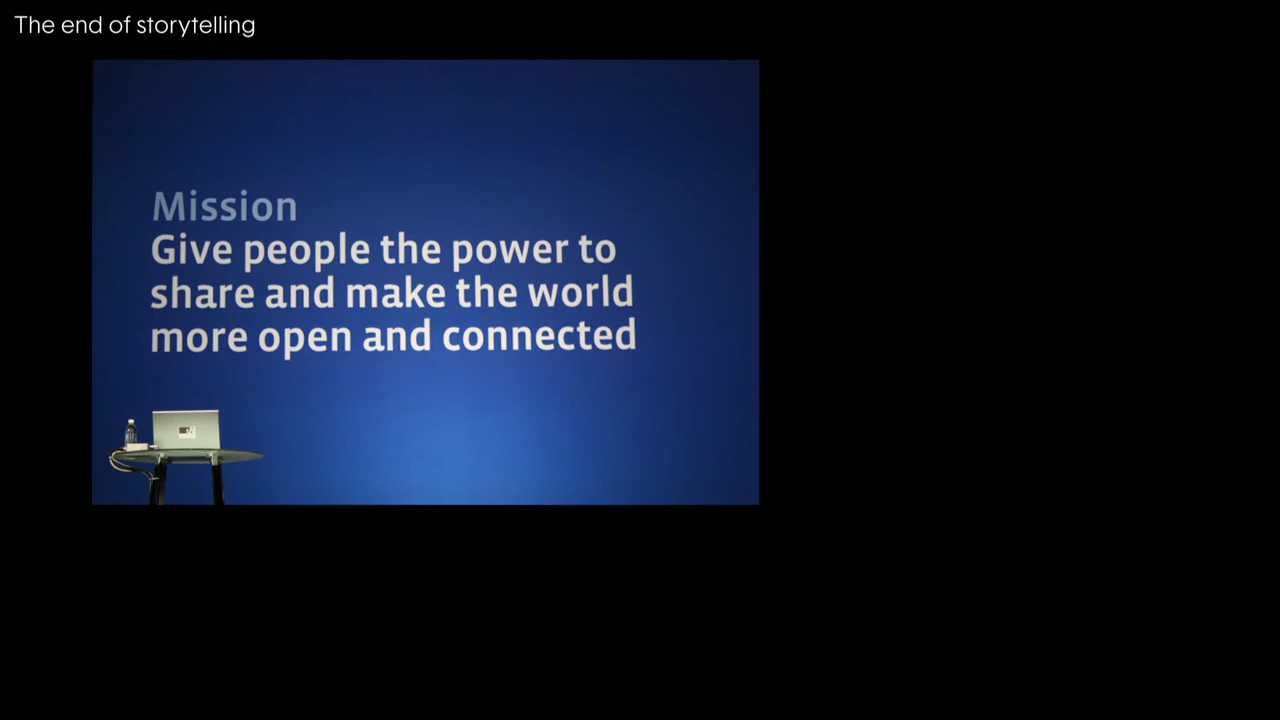 The end of storytelling
Mission
Give people the power to
share and make the world
more open and connected